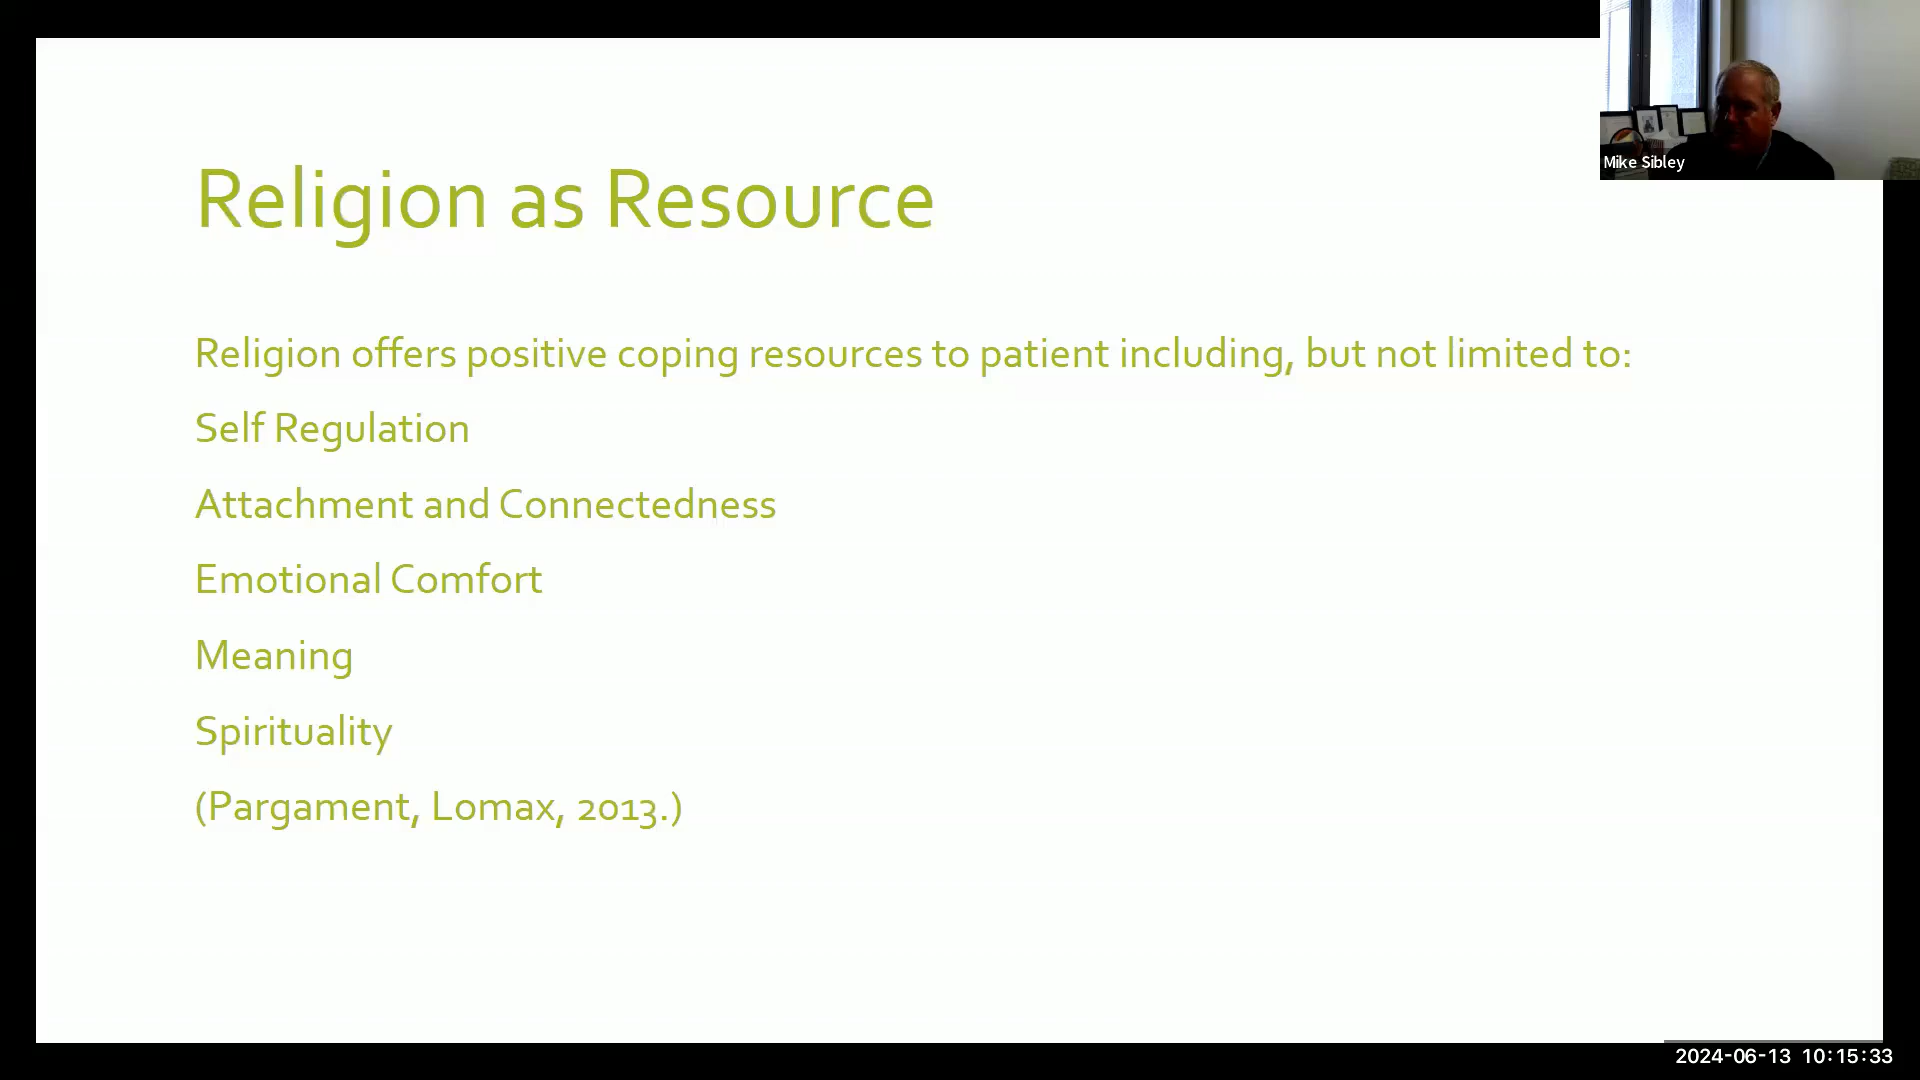 Religion as Resource
Religion offers positive coping resources to patient including, but not limited to:
Self Regulation
Attachment and Connectedness
Emotional Comfort
Meaning
Spirituality
(Pargament, Lomax, 2013.)
Mike Sibley
2024-06-13 10:15:33